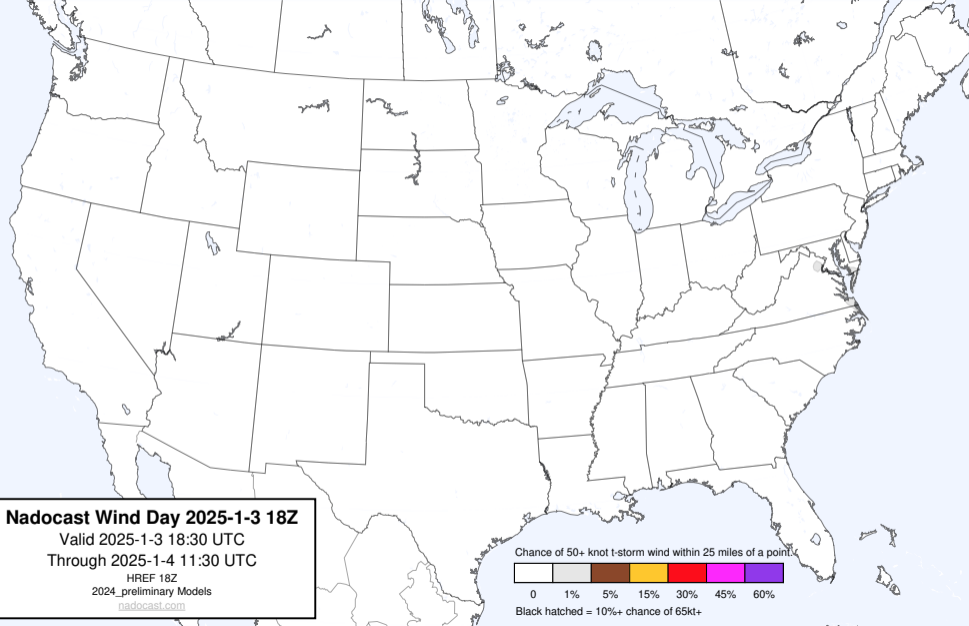 Nadocast Wind Day 2025-1-3 18Z
Valid 2025-1-3 18:30 UTC
Through 2025-1-4 11:30 UTC
HREF 18Z
2024_preliminary Models
nadocast.com
Chance of 50+ knot t-storm wind within 25 miles of a point.
0 1% 5% 15% 30% 45% 60%
Black hatched = 10%+ chance of 65kt+